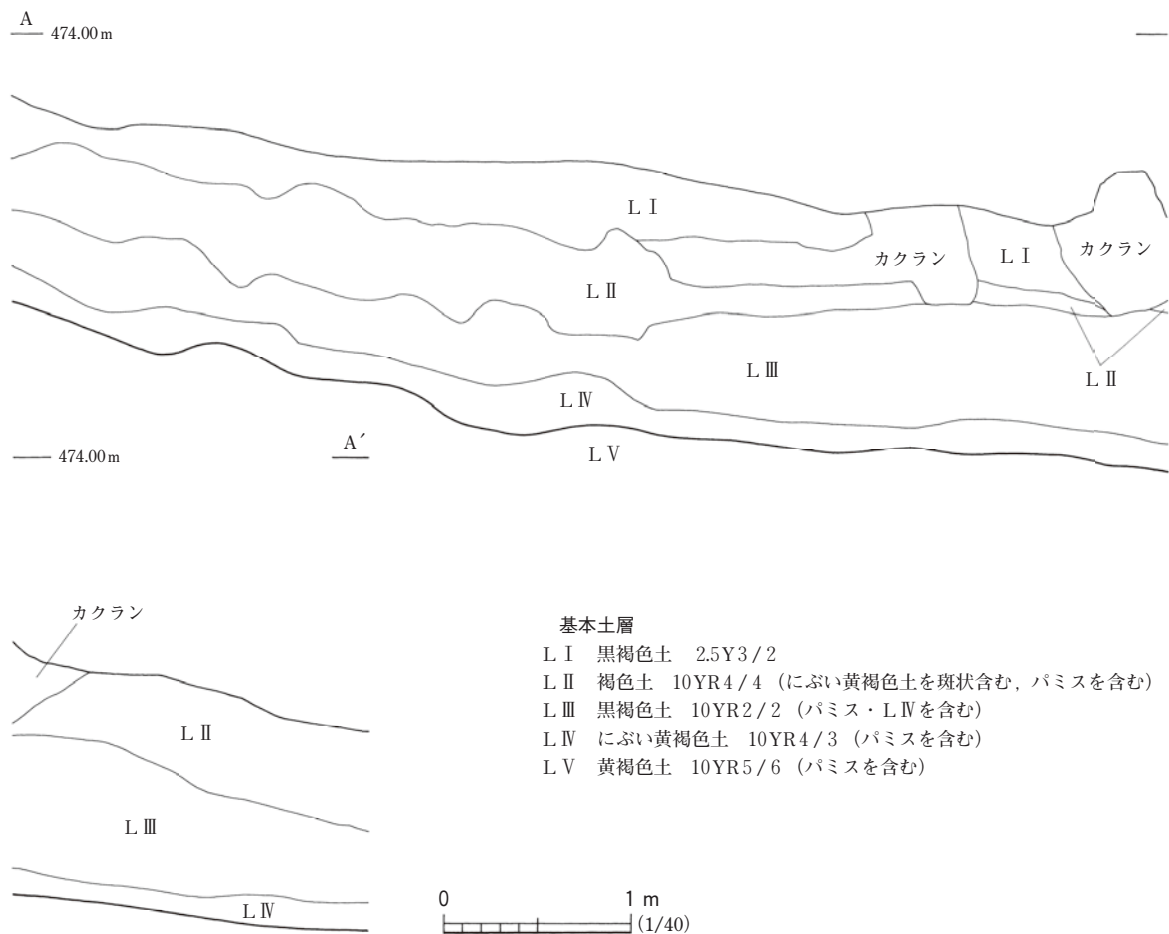 A
474.00 m
L Ⅰ
カクラン
L Ⅰ
カクラン
L Ⅱ
L Ⅲ
L Ⅱ
L Ⅳ
A′
474.00 m
L Ⅴ
カクラン
L Ⅱ
L Ⅲ
L Ⅳ
基本土層
L Ⅰ 黒褐色土 2.5Y3/2
L Ⅱ 褐色土 10YR4/4 (にぶい黄褐色土を斑状含む, パミスを含む)
L Ⅲ 黒褐色土 10YR2/2 (パミス・L Ⅳを含む)
L Ⅳ にぶい黄褐色土 10YR4/3 (パミスを含む)
L Ⅴ 黄褐色土 10YR5/6 (パミスを含む)
0 1 m
(1/40)